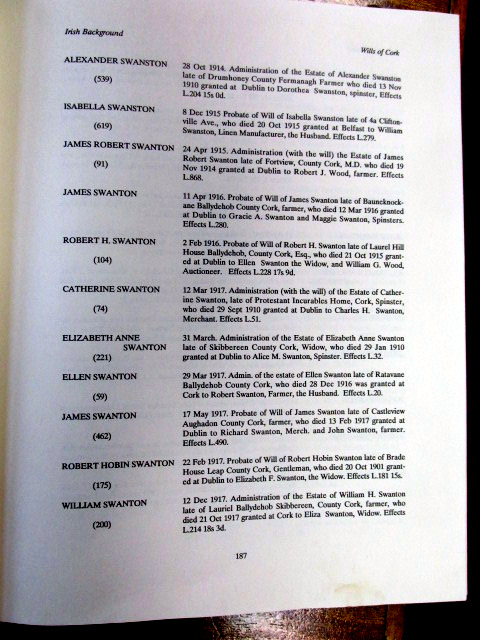 Irish Background
Wills of Cork
ALEXANDER SWANSTON
(539)
28 Oct 1914. Administration of the Estate of Alexander Swanston
late of Drumhoney County Fermanagh Farmer who died 13 Nov
1910 granted at Dublin to Dorothea Swanston, spinster, Effects
L.204 15s 0d.
ISABELLA SWANSTON
(619)
8 Dec 1915 Probate of Will of Isabella Swanston late of 4a Clifton-
ville Ave., who died 20 Oct 1915 granted at Belfast to William
Swanston, Linen Manufacturer, the Husband. Effects L.279.
JAMES ROBERT SWANTON
(91)
24 Apr 1915. Administration (with the will) the Estate of James
Robert Swanton late of Fortview, County Cork, M.D. who died 19
Nov 1914 granted at Dublin to Robert J. Wood, farmer. Effects
L.868.
JAMES SWANTON
11 Apr 1916. Probate of Will of James Swanton late of Bauneknock-
ane Ballydehob County Cork, farmer, who died 12 Mar 1916 granted
at Dublin to Gracie A. Swanton and Maggie Swanton, Spinsters.
Effects L.280.
ROBERT H. SWANTON
(104)
2 Feb 1916. Probate of Will of Robert H. Swanton late of Laurel Hill
House Ballydehob, County Cork, Esq., who died 21 Oct 1915 grant-
ed at Dublin to Ellen Swanton the Widow, and William G. Wood,
Auctioneer. Effects L.228 17s 9d.
CATHERINE SWANTON
(74)
12 Mar 1917. Administration (with the will) of the Estate of Cather-
ine Swanton, late of Protestant Incurables Home, Cork, Spinster,
who died 29 Sept 1910 granted at Dublin to Charles H. Swanton,
Merchant. Effects L.51.
ELIZABETH ANNE
SWANTON
(221)
31 March. Administration of the Estate of Elizabeth Anne Swanton
late of Skibbereen County Cork, Widow, who died 29 Jan 1910
granted at Dublin to Alice M. Swanton, Spinster. Effects L.32.
ELLEN SWANTON
(59)
29 Mar 1917. Admin. of the estate of Ellen Swanton late of Ratavane
Ballydehob County Cork, who died 28 Dec 1916 was granted at
Cork to Robert Swanton, Farmer, the Husband. Effects L.20.
JAMES SWANTON
(462)
17 May 1917. Probate of Will of James Swanton late of Castleview
Aughadon County Cork, farmer, who died 13 Feb 1917 granted at
Dublin to Richard Swanton, Merch. and John Swanton, farmer.
Effects L.490.
ROBERT HOBIN SWANTON
(175)
22 Feb 1917. Probate of Will of Robert Hobin Swanton late of Brade
House Leap County Cork, Gentleman, who died 20 Oct 1901 grant-
ed at Dublin to Elizabeth F. Swanton, the Widow. Effects L.181 15s.
WILLIAM SWANTON
(200)
12 Dec 1917. Administration of the Estate of William H. Swanton
late of Lauriel Ballydehob Skibbereen, County Cork, farmer, who
died 21 Oct 1917 granted at Cork to Eliza Swanton, Widow. Effects
L.214 18s 3d.
187